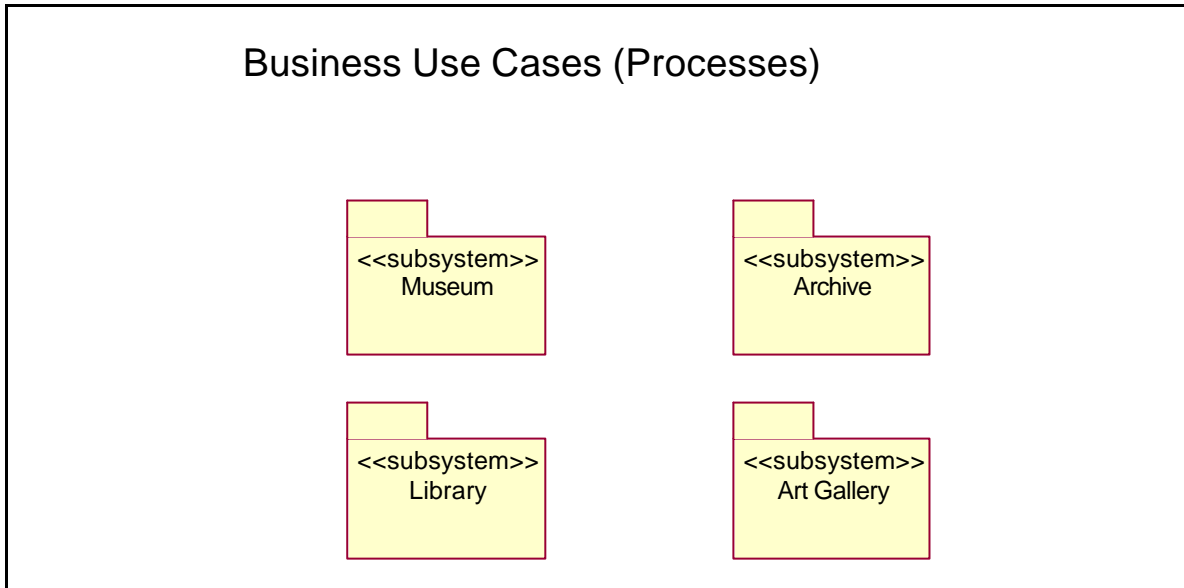 Business Use Cases (Processes)
<<subsystem>>
Museum
<<subsystem>>
Archive
<<subsystem>>
Library
<<subsystem>>
Art Gallery